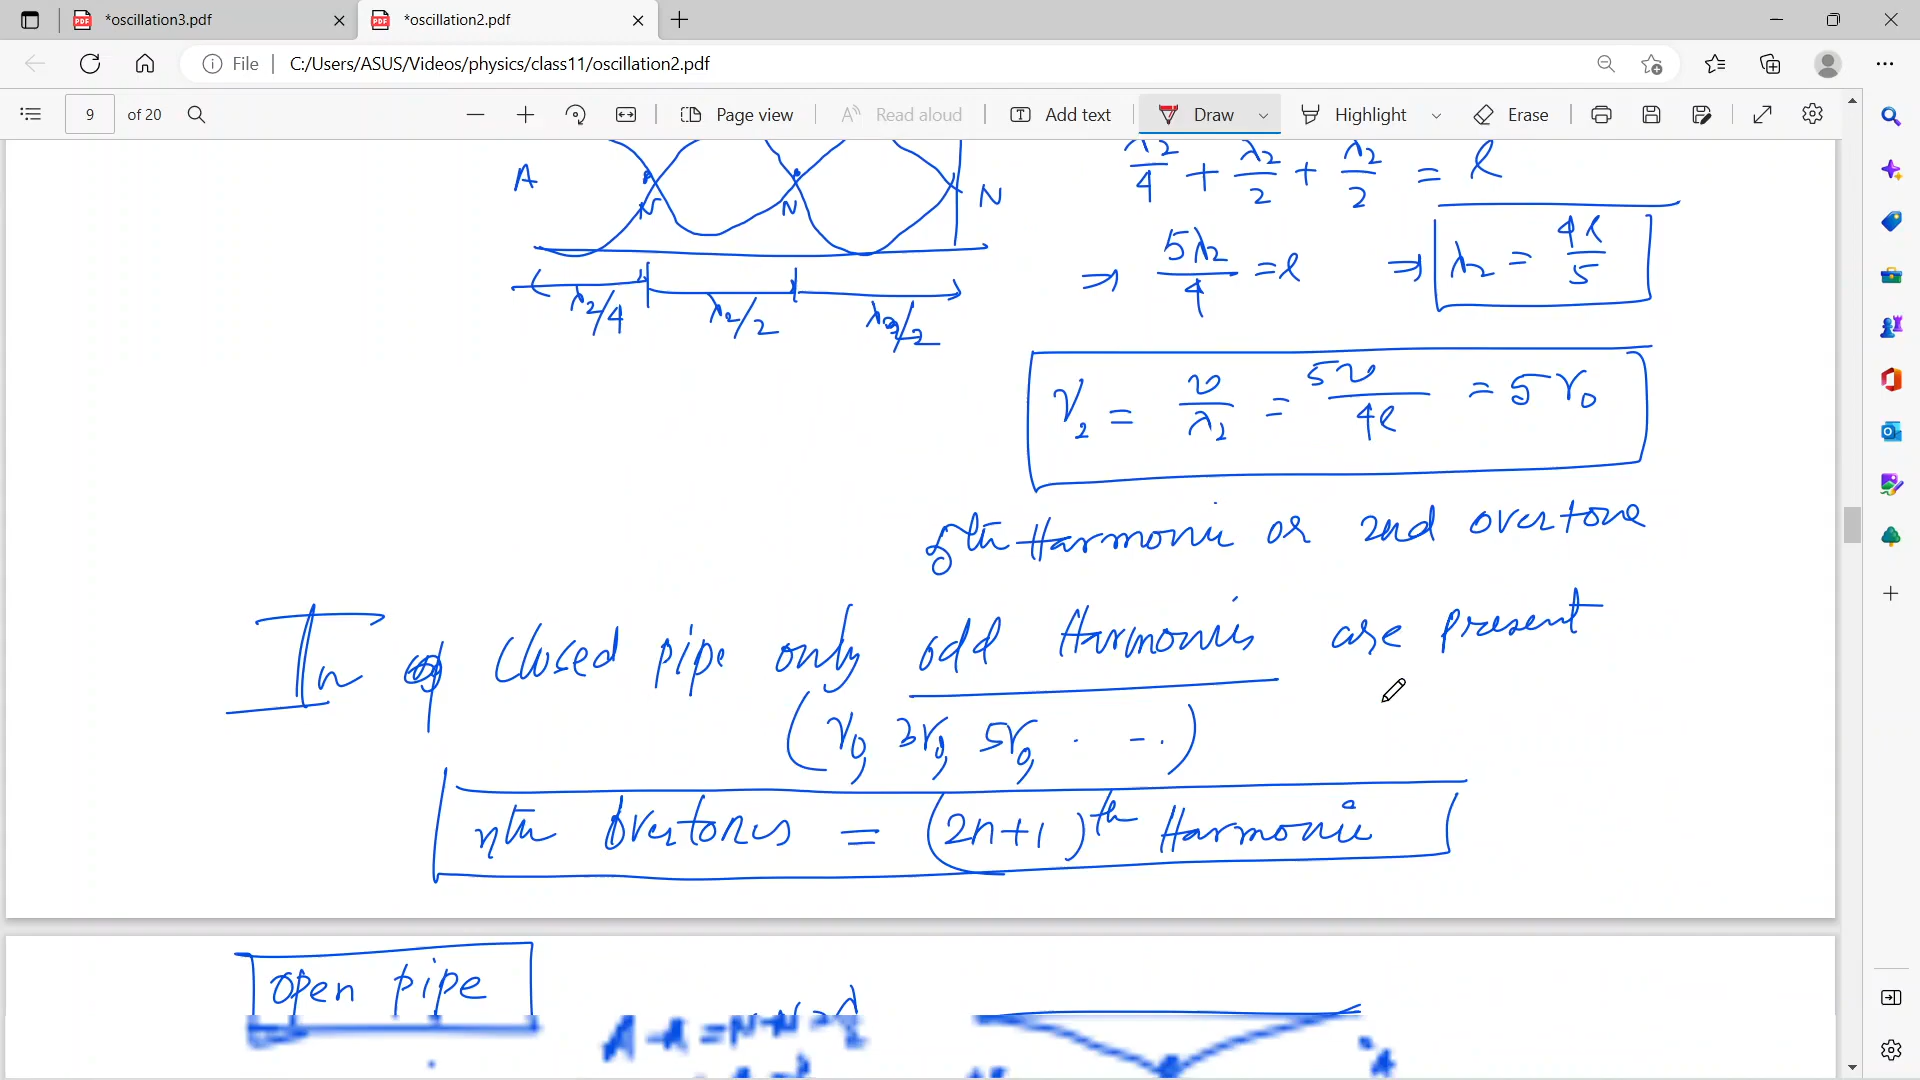 *oscillation3.pdf
*oscillation2.pdf
File
C:/Users/ASUS/Videos/physics/class11/oscillation2.pdf
9 of 20
Page view
Read aloud
Add text
Draw
Highlight
Erase
A N N N
λ2/4 + λ2/2 + λ2/2 = l
⇒ 5λ2/4 = l ⇒ λ2 = 4l/5
λ2/4 λ2/2 λ2/2
ν2 = v/λ2 = 5v/4l = 5ν0
5th Harmonic or 2nd overtone
In closed pipe only odd Harmonics are present
(ν0, 3ν0, 5ν0, . - ..)
nth overtones = (2n+1)th Harmonic
open pipe
A-A = N-N = λ/2
A